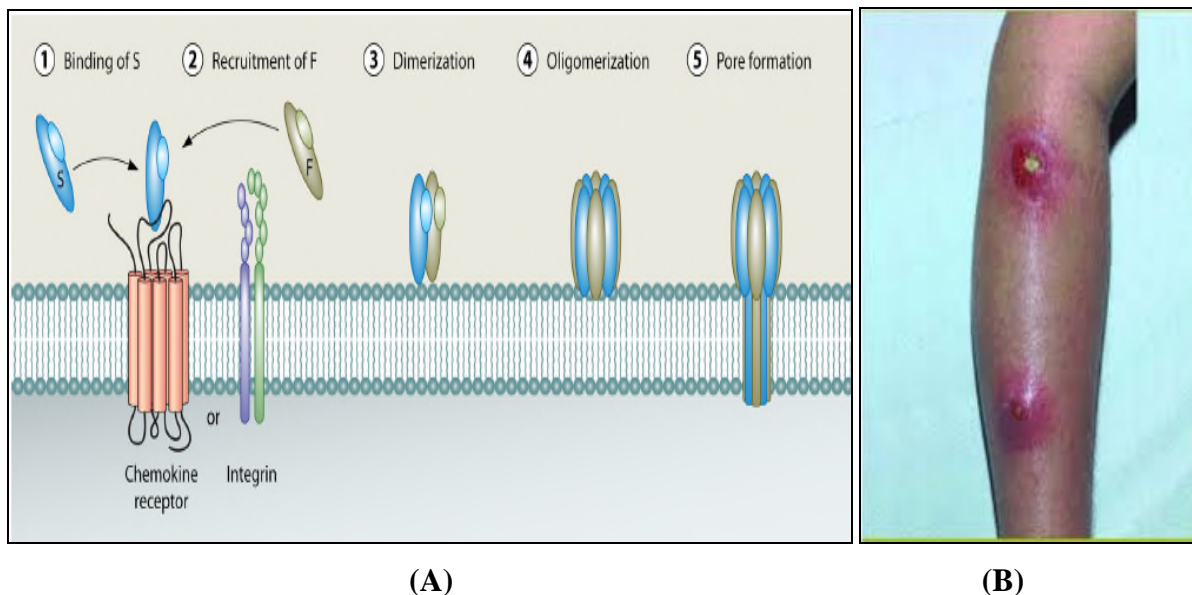 1 Binding of S 2 Recruitment of F 3 Dimerization 4 Oligomerization 5 Pore formation
S
F
or
Chemokine receptor
Integrin
(A) (B)